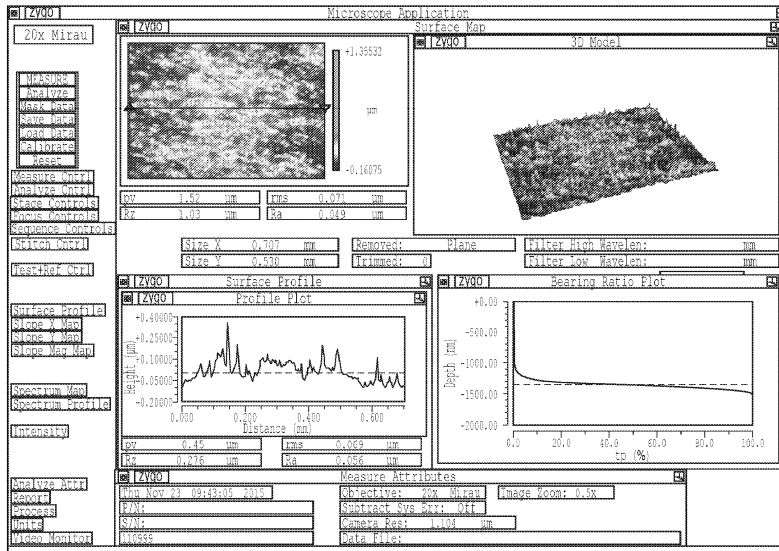 Zygo Microscope Application
20x Mirau
MEASURE
Analyze
Mask Data
Save Data
Load Data
Calibrate
Reset
Measure Cntrl
Analyze Cntrl
Stage Controls
Focus Controls
Sequence Controls
Stitch Cntrl
Test+Ref Ctrl
Surface Profile
Slope X Map
Slope Y Map
Slope Mag Map
Spectrum Map
Spectrum Profile
Intensity
Analyze Attr
Report
Process
Units
Video Monitor
Zygo Surface Map
+1.35532
μm
-0.16075
pv 1.52 μm rms 0.071 μm
Rz 1.03 μm Ra 0.049 μm
Zygo 3D Model
Size X 0.707 mm Removed: Plane Filter High Wavelen: mm
Size Y 0.530 mm Trimmed: 0 Filter Low Wavelen: mm
Zygo Surface Profile
Zygo Profile Plot
+0.40000
+0.25000
+0.10000
-0.05000
-0.20000
Height (μm)
0.000 0.200 0.400 0.600
Distance (mm)
pv 0.45 μm rms 0.069 μm
Rz 0.276 μm Ra 0.056 μm
Zygo Bearing Ratio Plot
+0.00
-500.00
-1000.00
-1500.00
-2000.00
Depth (nm)
0.0 20.0 40.0 60.0 80.0 100.0
tp (%)
Zygo Measure Attributes
Thu Nov 23 09:43:05 2015 Objective: 20x Mirau Image Zoom: 0.5x
P/N: Subtract Sys Err: Off
S/N: Camera Res: 1.104 μm
110999 Data File: